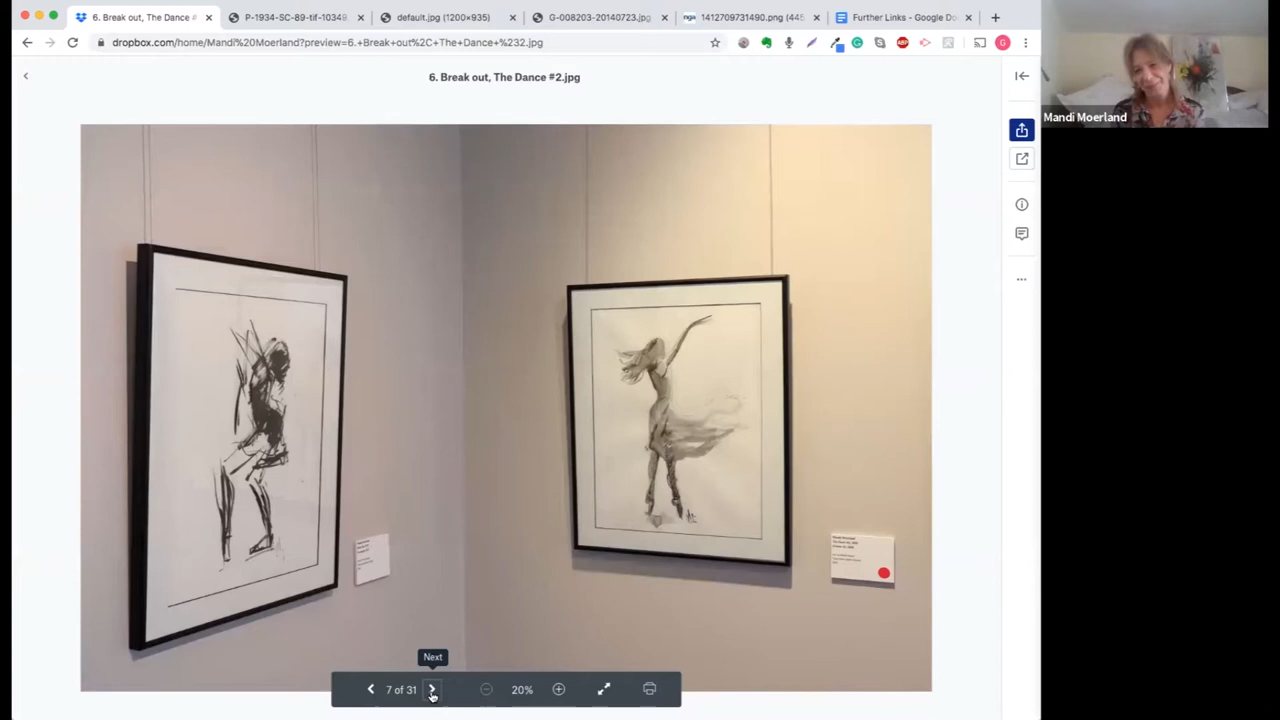 6. Break out, The Dance #
P-1934-SC-89-tif-10349
default.jpg (1200×935)
G-008203-20140723.jpg
nga
1412709731490.png (445
Further Links - Google Do
dropbox.com/home/Mandi%20Moerland?preview=6.+Break+out%2C+The+Dance+%232.jpg
ABP
G
6. Break out, The Dance #2.jpg
Mandi Moerland
Next
7 of 31
20%